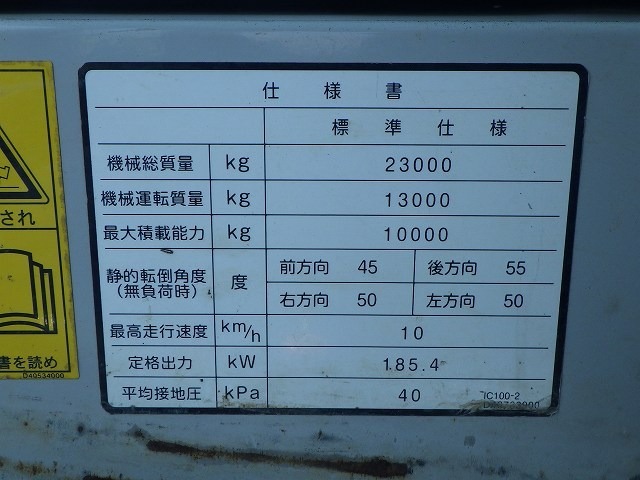 仕様書
標準仕様
機械総質量 kg 23000
機械運転質量 kg 13000
最大積載能力 kg 10000
静的転倒角度
(無負荷時)
度
前方向 45 後方向 55
右方向 50 左方向 50
最高走行速度 km/h 10
定格出力 kW 185.4
平均接地圧 kPa 40
IC100-2
され
書を読め
D49534000